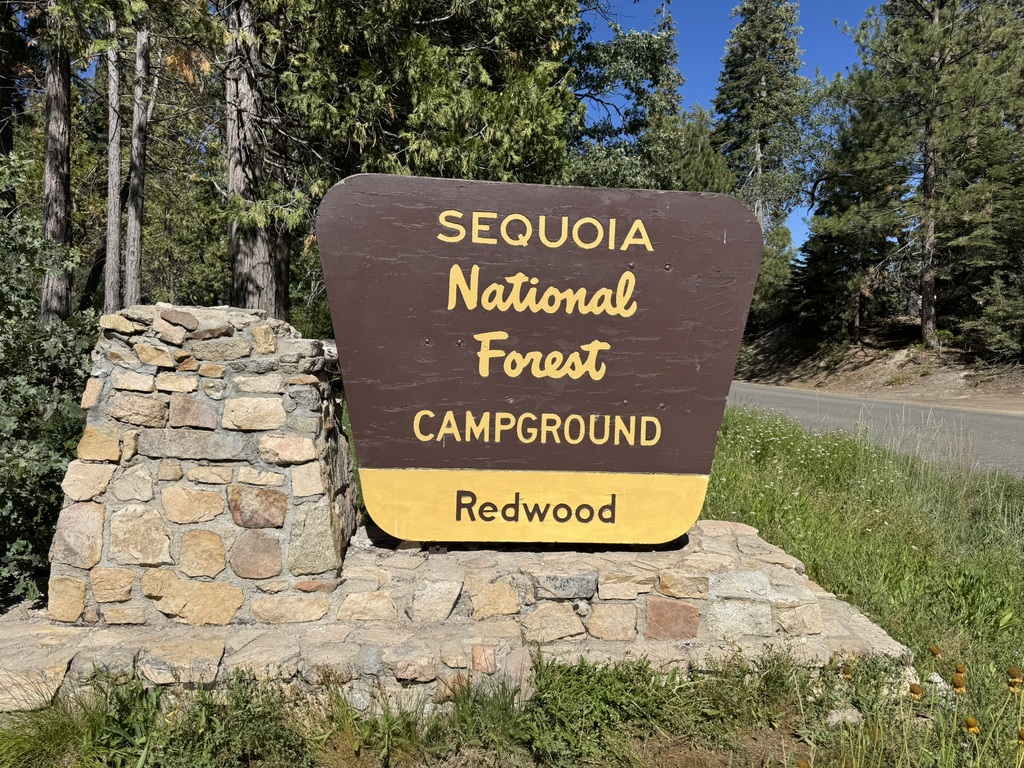 SEQUOIA
National
Forest
CAMPGROUND
Redwood